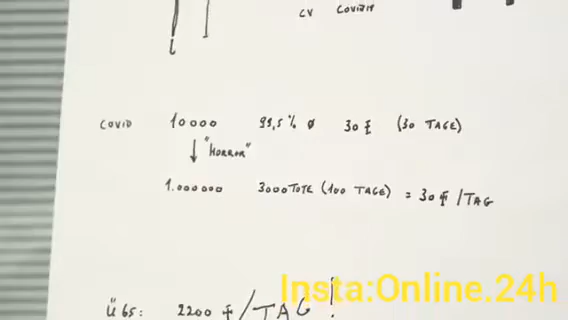 CV COVID19
COVID 10000 99,5% ø 30 (30 TAGE)
↓ "HORROR"
1.000000 3000 TOTE (100 TAGE) = 30 /TAG
Ü 65: 2200 /TAG!
Insta:Online.24h